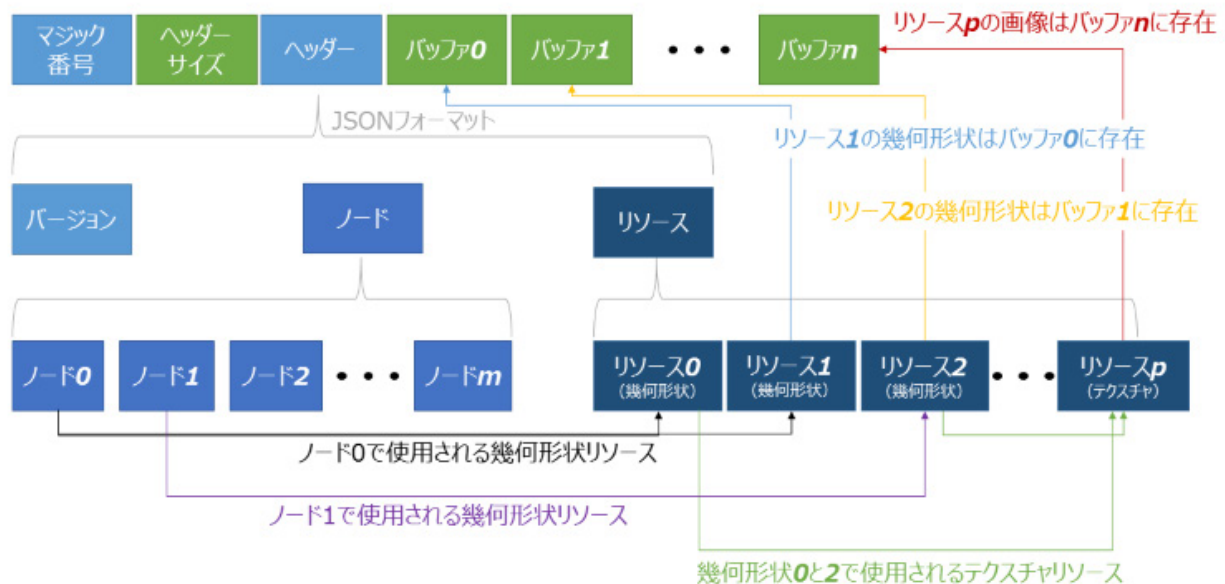 マジック
番号
ヘッダー
サイズ
ヘッダー
バッファ0
バッファ1
・・・
バッファn
リソースpの画像はバッファnに存在
JSONフォーマット
リソース1の幾何形状はバッファ0に存在
バージョン
ノード
リソース
リソース2の幾何形状はバッファ1に存在
ノード0
ノード1
ノード2
・・・
ノードm
リソース0
(幾何形状)
リソース1
(幾何形状)
リソース2
(幾何形状)
・・・
リソースp
(テクスチャ)
ノード0で使用される幾何形状リソース
ノード1で使用される幾何形状リソース
幾何形状0と2で使用されるテクスチャリソース